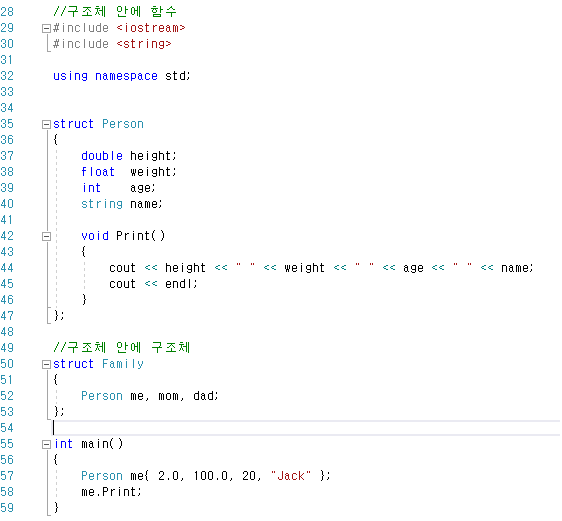 28 //구조체 안에 함수
29 #include <iostream>
30 #include <string>
31
32 using namespace std;
33
34
35 struct Person
36 {
37 double height;
38 float weight;
39 int age;
40 string name;
41
42 void Print()
43 {
44 cout << height << " " << weight << " " << age << " " << name;
45 cout << endl;
46 }
47 };
48
49 //구조체 안에 구조체
50 struct Family
51 {
52 Person me, mom, dad;
53 };
54
55 int main()
56 {
57 Person me{ 2.0, 100.0, 20, "Jack" };
58 me.Print;
59 }